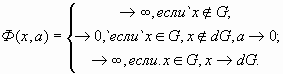 → ∞, если` x ∉ G,
Φ(x, a) = { → 0,`если` x ∈ G, x ∉ dG, a → 0;
→ ∞, если. x ∈ G, x → dG.